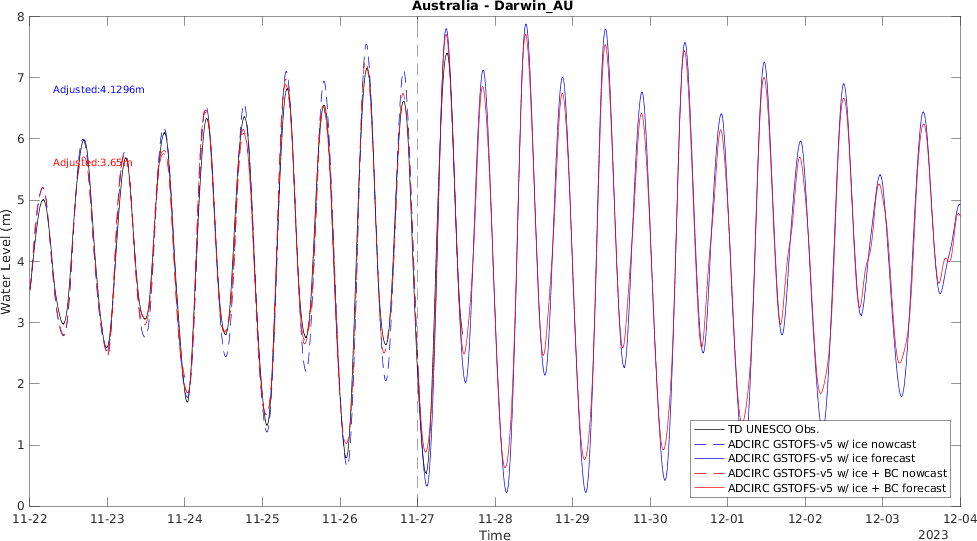 Australia - Darwin_AU
8
7
6
5
4
3
2
1
0
Water Level (m)
Adjusted:4.1296m
Adjusted:3.65m
TD UNESCO Obs.
ADCIRC GSTOFS-v5 w/ ice nowcast
ADCIRC GSTOFS-v5 w/ ice forecast
ADCIRC GSTOFS-v5 w/ ice + BC nowcast
ADCIRC GSTOFS-v5 w/ ice + BC forecast
11-22 11-23 11-24 11-25 11-26 11-27 11-28 11-29 11-30 12-01 12-02 12-03 12-04
Time
2023